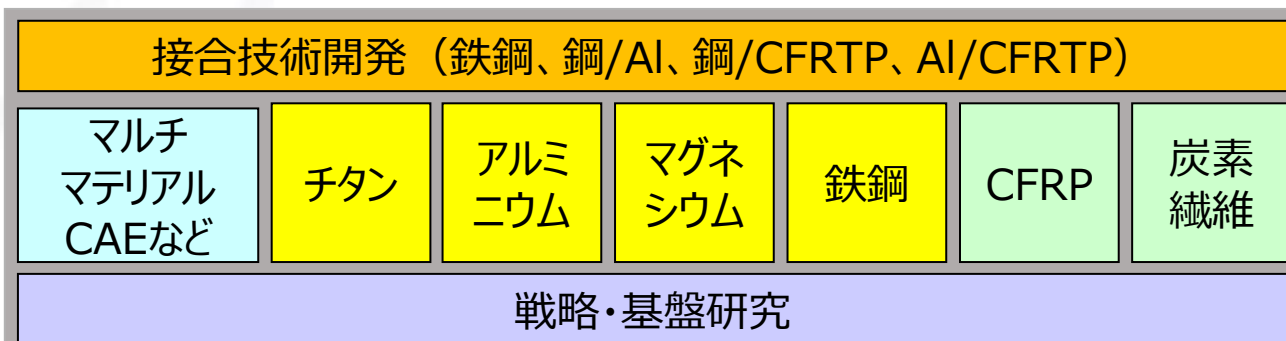 接合技術開発（鉄鋼、鋼/Al、鋼/CFRTP、Al/CFRTP）
マルチ
マテリアル
CAEなど
チタン
アルミ
ニウム
マグネ
シウム
鉄鋼
CFRP
炭素
繊維
戦略・基盤研究